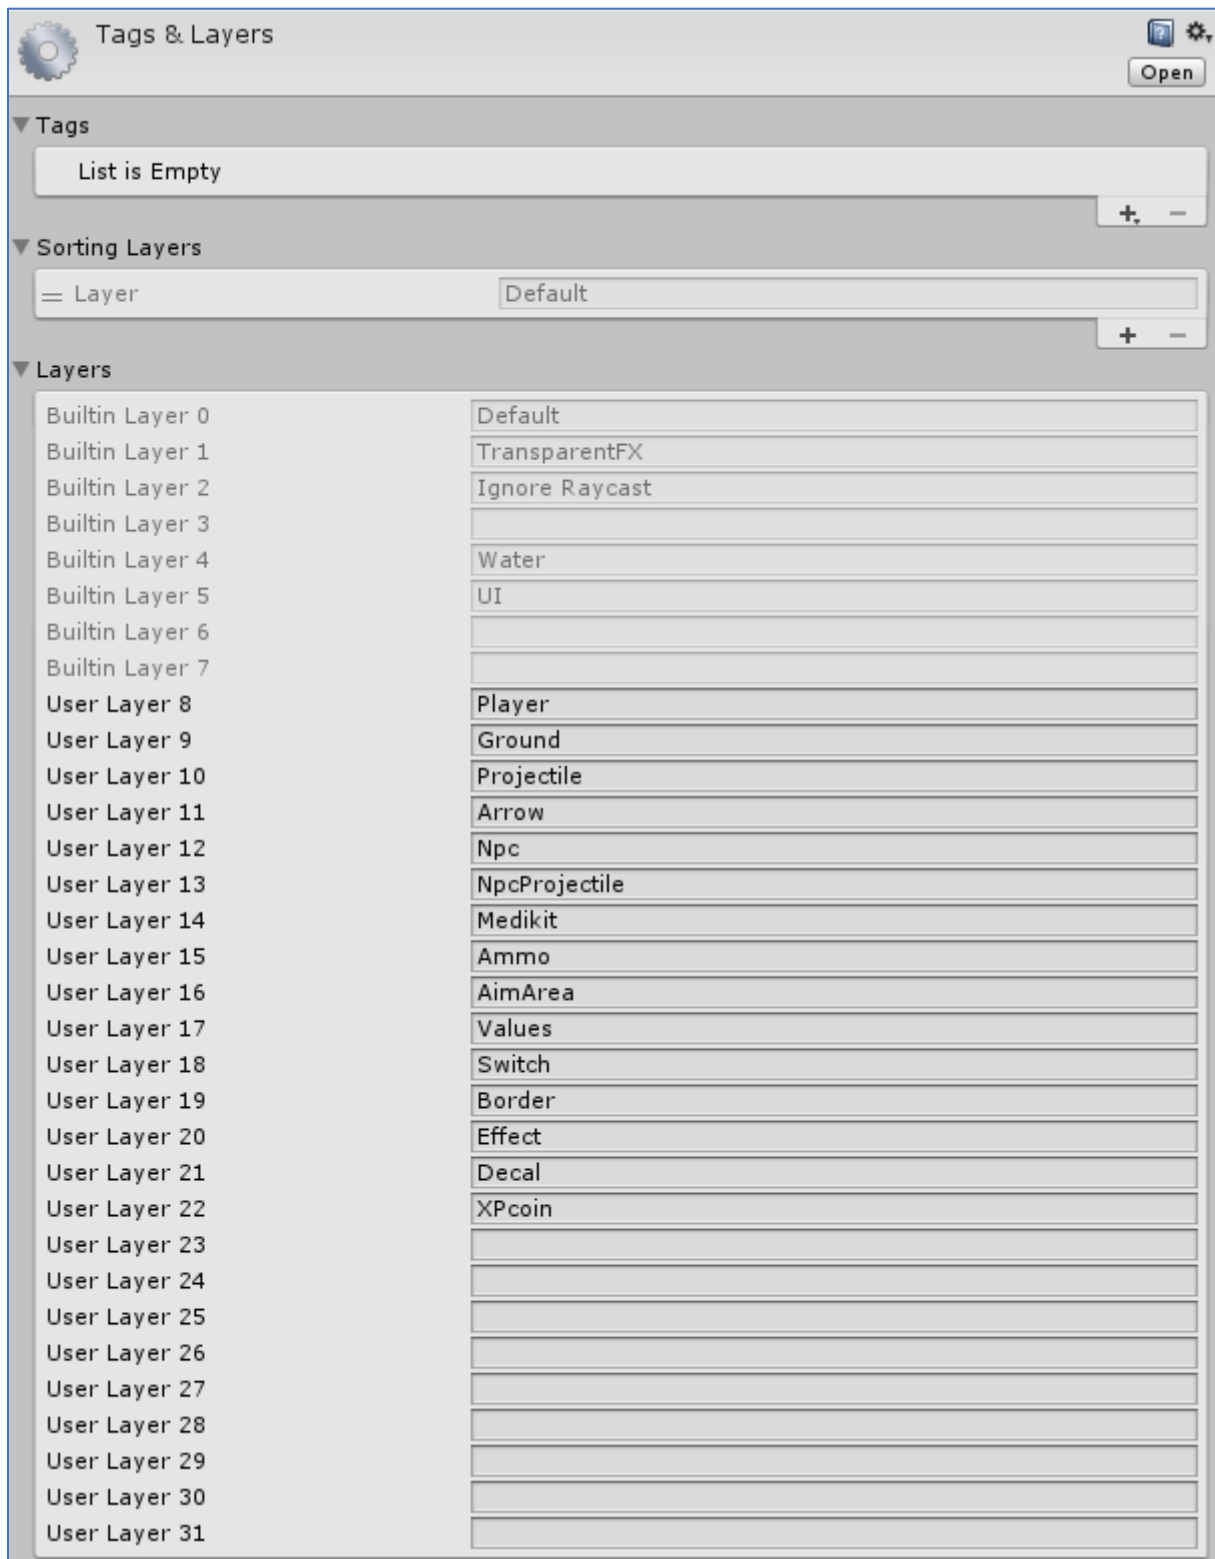 Tags & Layers
Open
Tags
List is Empty
Sorting Layers
Layer Default
Layers
Builtin Layer 0 Default
Builtin Layer 1 TransparentFX
Builtin Layer 2 Ignore Raycast
Builtin Layer 3
Builtin Layer 4 Water
Builtin Layer 5 UI
Builtin Layer 6
Builtin Layer 7
User Layer 8 Player
User Layer 9 Ground
User Layer 10 Projectile
User Layer 11 Arrow
User Layer 12 Npc
User Layer 13 NpcProjectile
User Layer 14 Medikit
User Layer 15 Ammo
User Layer 16 AimArea
User Layer 17 Values
User Layer 18 Switch
User Layer 19 Border
User Layer 20 Effect
User Layer 21 Decal
User Layer 22 XPcoin
User Layer 23
User Layer 24
User Layer 25
User Layer 26
User Layer 27
User Layer 28
User Layer 29
User Layer 30
User Layer 31